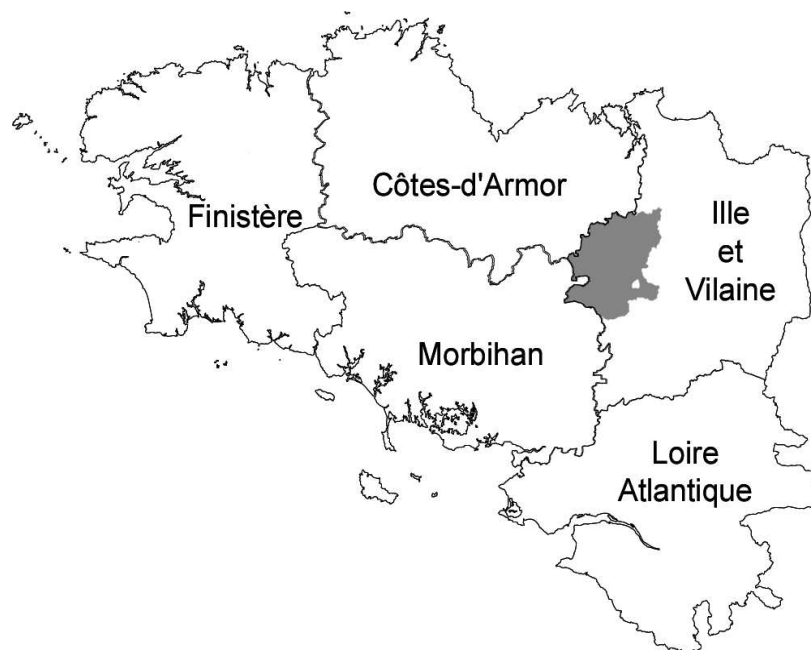 Côtes-d'Armor
Finistère
Ille
et
Vilaine
Morbihan
Loire
Atlantique